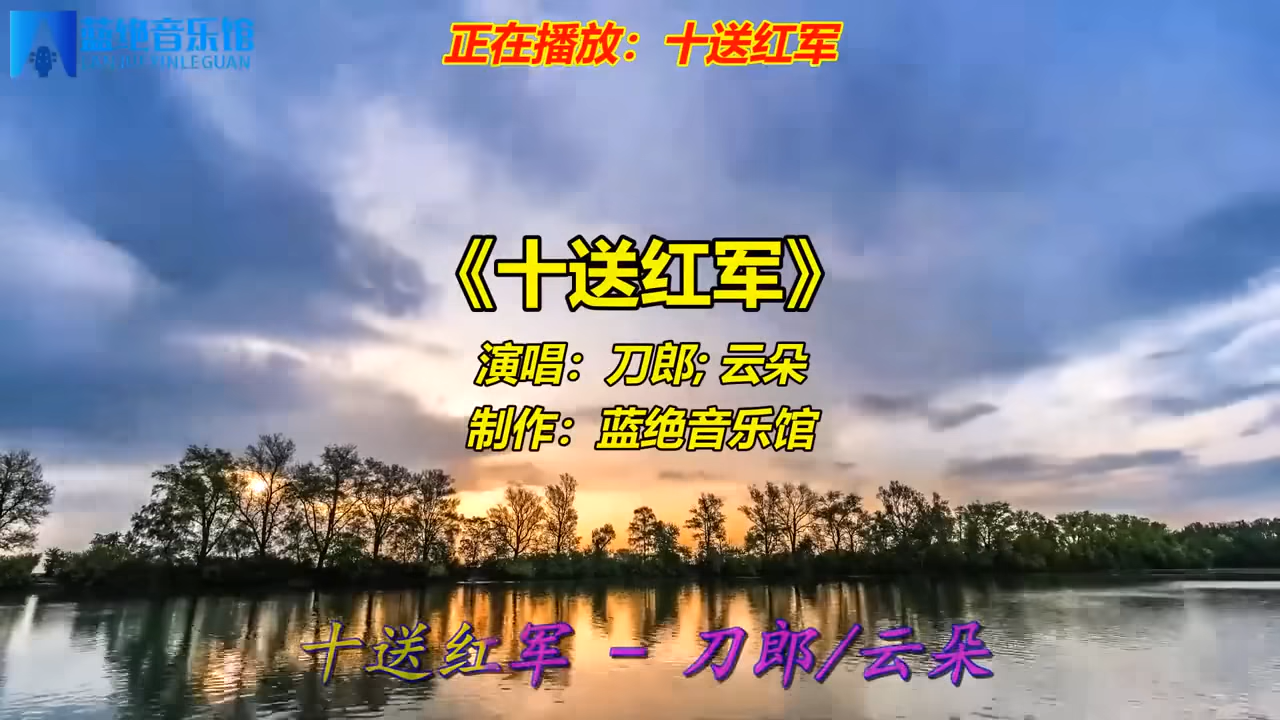 蓝绝音乐馆
正在播放：十送红军
《十送红军》
演唱：刀郎; 云朵
制作：蓝绝音乐馆
十送红军 - 刀郎/云朵